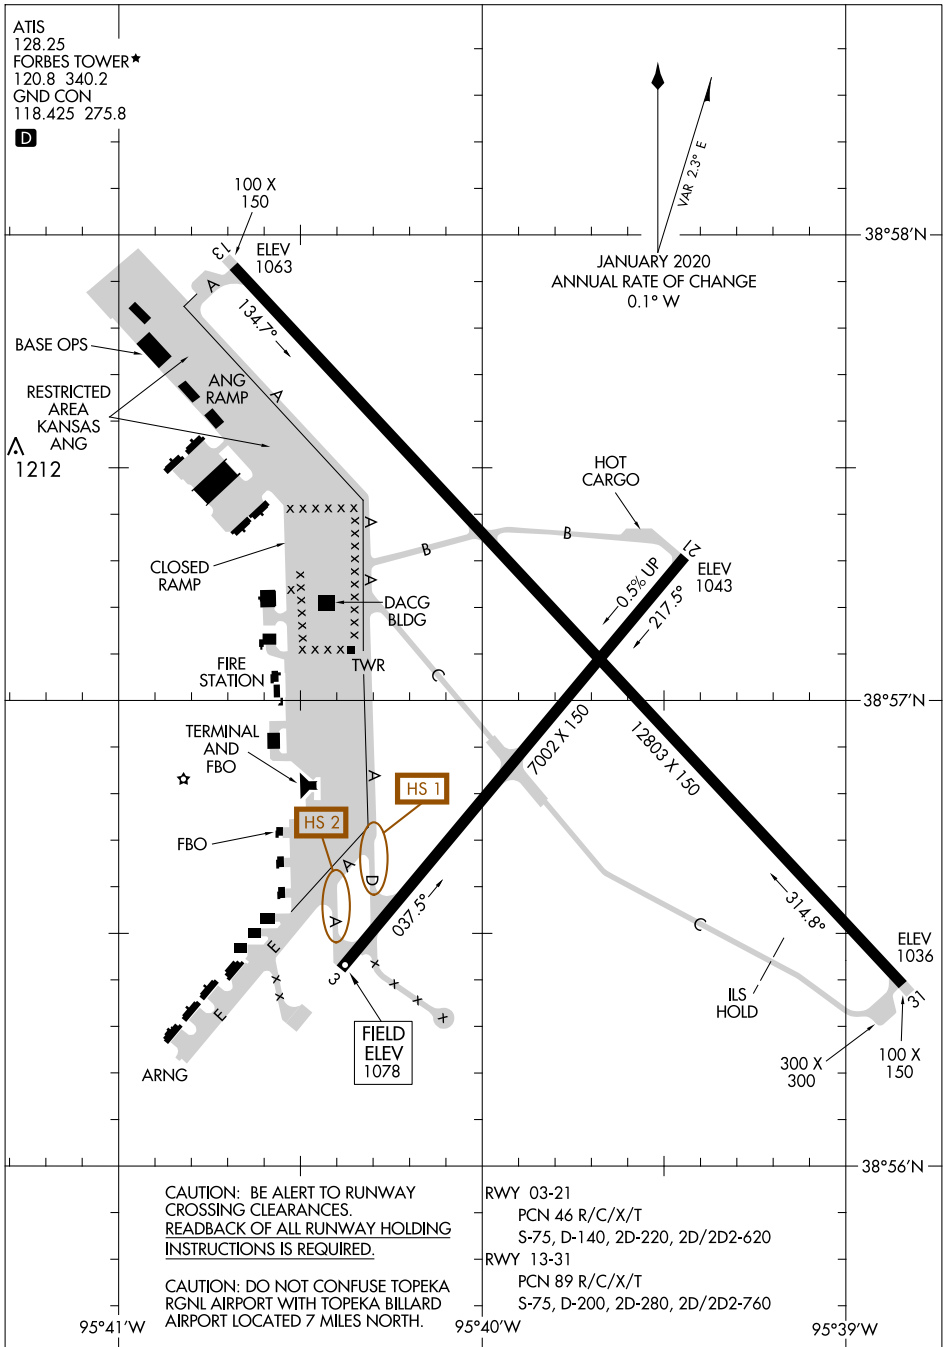 ATIS
128.25
FORBES TOWER★
120.8 340.2
GND CON
118.425 275.8
D
VAR 2.3° E
JANUARY 2020
ANNUAL RATE OF CHANGE
0.1° W
38°58'N
100 X
150
13
ELEV
1063
A
134.7°
BASE OPS
ANG
RAMP
A
RESTRICTED
AREA
KANSAS
ANG
1212
HOT
CARGO
x x x x x x x
A
B
B
21
ELEV
1043
CLOSED
RAMP
A
0.5% UP
217.5°
DACG
BLDG
x x x x x
TWR
FIRE
STATION
C
38°57'N
7002 X 150
12803 X 150
TERMINAL
AND
FBO
A
HS 1
HS 2
FBO
A
D
A
037.5°
314.8°
C
ELEV
1036
31
E
x
x
x
x
x
x
3
ILS
HOLD
E
FIELD
ELEV
1078
300 X
300
100 X
150
ARNG
38°56'N
CAUTION: BE ALERT TO RUNWAY
CROSSING CLEARANCES.
READBACK OF ALL RUNWAY HOLDING
INSTRUCTIONS IS REQUIRED.
CAUTION: DO NOT CONFUSE TOPEKA
RGNL AIRPORT WITH TOPEKA BILLARD
AIRPORT LOCATED 7 MILES NORTH.
RWY 03-21
PCN 46 R/C/X/T
S-75, D-140, 2D-220, 2D/2D2-620
RWY 13-31
PCN 89 R/C/X/T
S-75, D-200, 2D-280, 2D/2D2-760
95°41'W
95°40'W
95°39'W